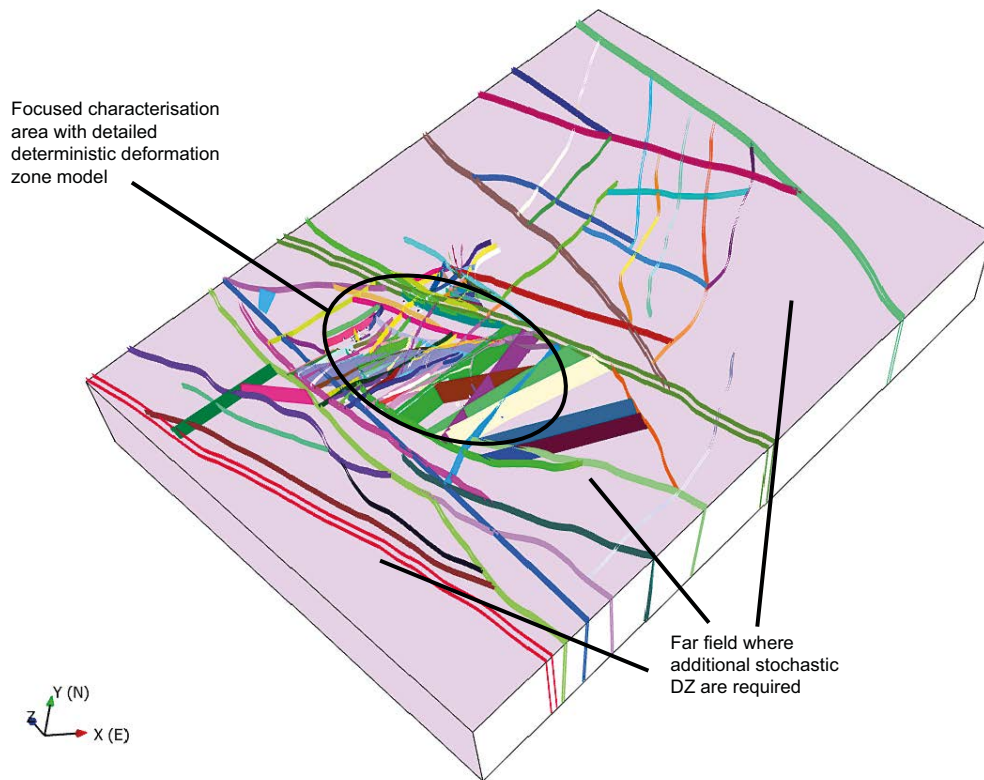 Focused characterisation
area with detailed
deterministic deformation
zone model
Far field where
additional stochastic
DZ are required
Y (N)
Z
X (E)